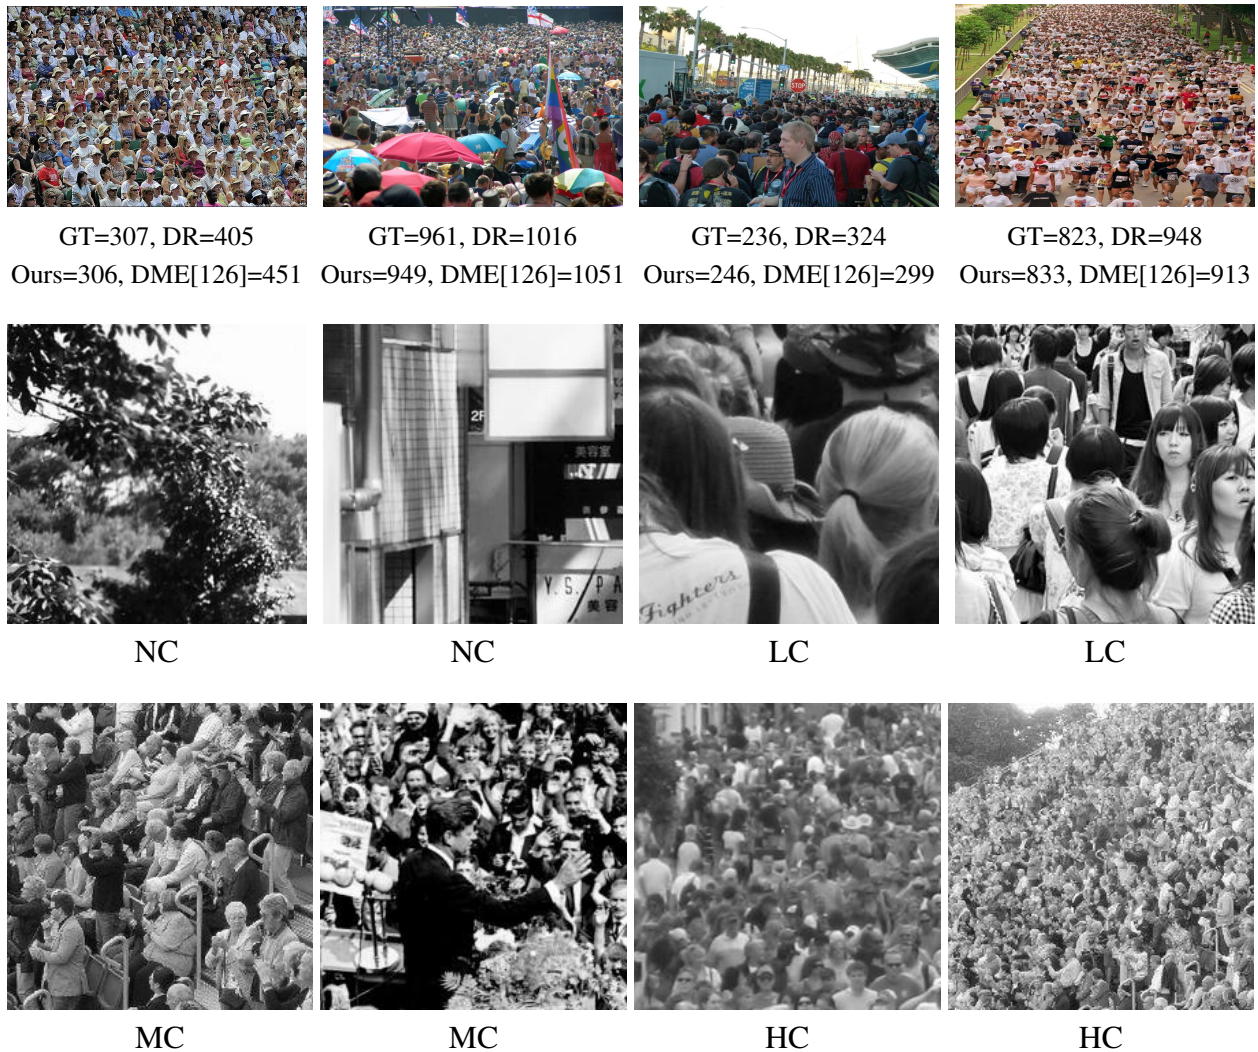 STOP
GT=307, DR=405
Ours=306, DME[126]=451
GT=961, DR=1016
Ours=949, DME[126]=1051
GT=236, DR=324
Ours=246, DME[126]=299
GT=823, DR=948
Ours=833, DME[126]=913
2F
美容室
Y.S.PA
美容
Fighters
NC
NC
LC
LC
MC
MC
HC
HC